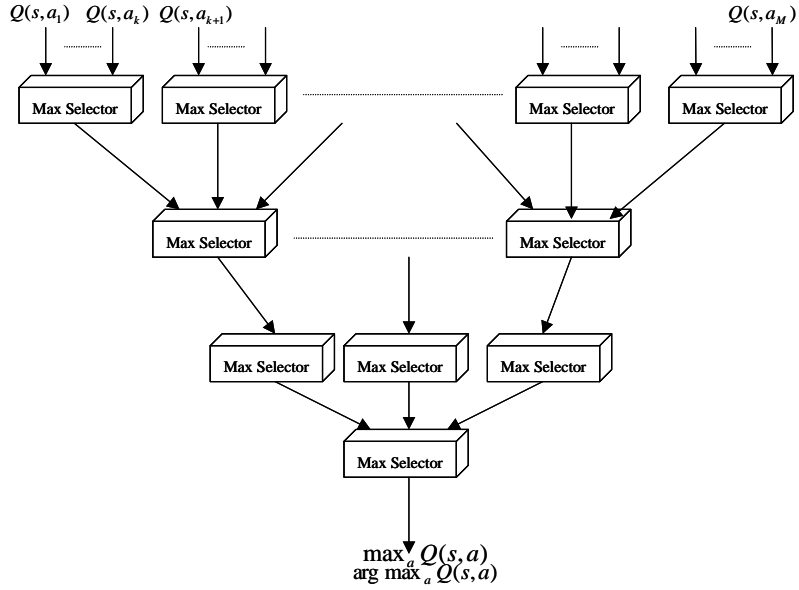 Q(s,a₁) Q(s,aₖ) Q(s,aₖ₊₁) Q(s,a_M)
Max Selector Max Selector Max Selector Max Selector
Max Selector Max Selector
Max Selector Max Selector Max Selector
Max Selector
maxₐ Q(s,a)
arg maxₐ Q(s,a)